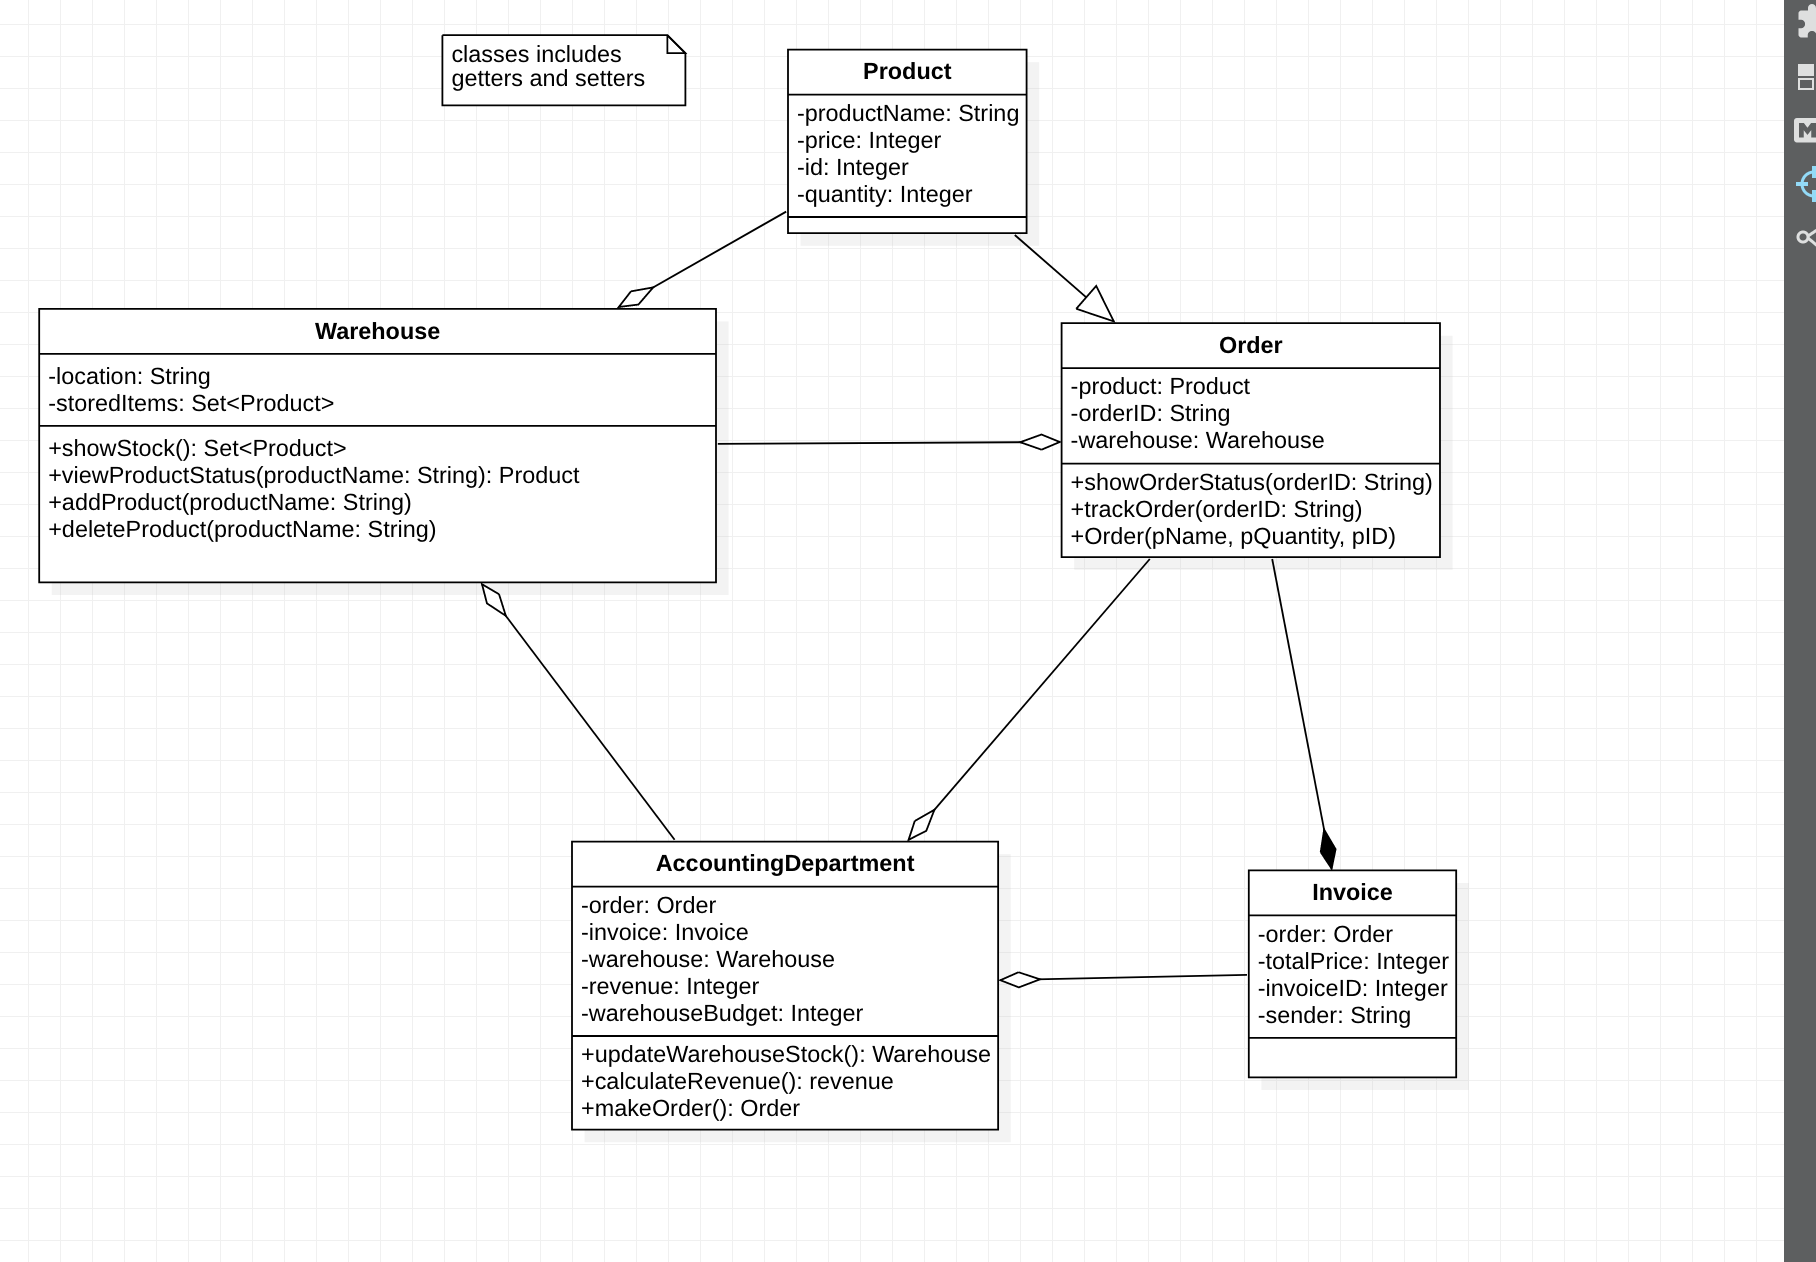 classes includes
getters and setters
Product
-productName: String
-price: Integer
-id: Integer
-quantity: Integer
Warehouse
-location: String
-storedItems: Set<Product>
+showStock(): Set<Product>
+viewProductStatus(productName: String): Product
+addProduct(productName: String)
+deleteProduct(productName: String)
Order
-product: Product
-orderID: String
-warehouse: Warehouse
+showOrderStatus(orderID: String)
+trackOrder(orderID: String)
+Order(pName, pQuantity, pID)
AccountingDepartment
-order: Order
-invoice: Invoice
-warehouse: Warehouse
-revenue: Integer
-warehouseBudget: Integer
+updateWarehouseStock(): Warehouse
+calculateRevenue(): revenue
+makeOrder(): Order
Invoice
-order: Order
-totalPrice: Integer
-invoiceID: Integer
-sender: String